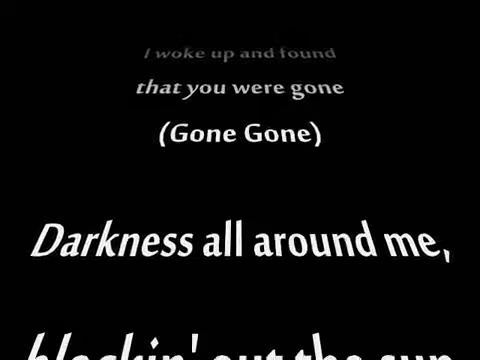 I woke up and found
that you were gone
(Gone Gone)
Darkness all around me,
blockin' out the sun